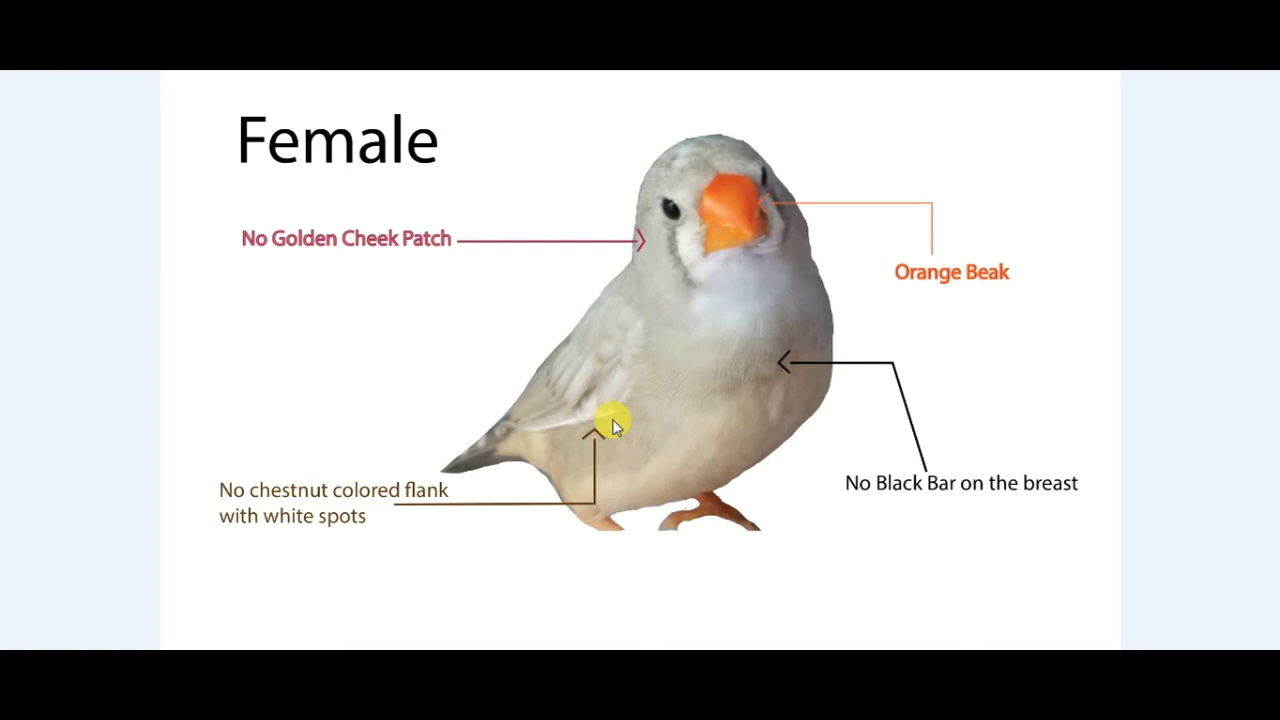 Female
No Golden Cheek Patch
Orange Beak
No Black Bar on the breast
No chestnut colored flank
with white spots